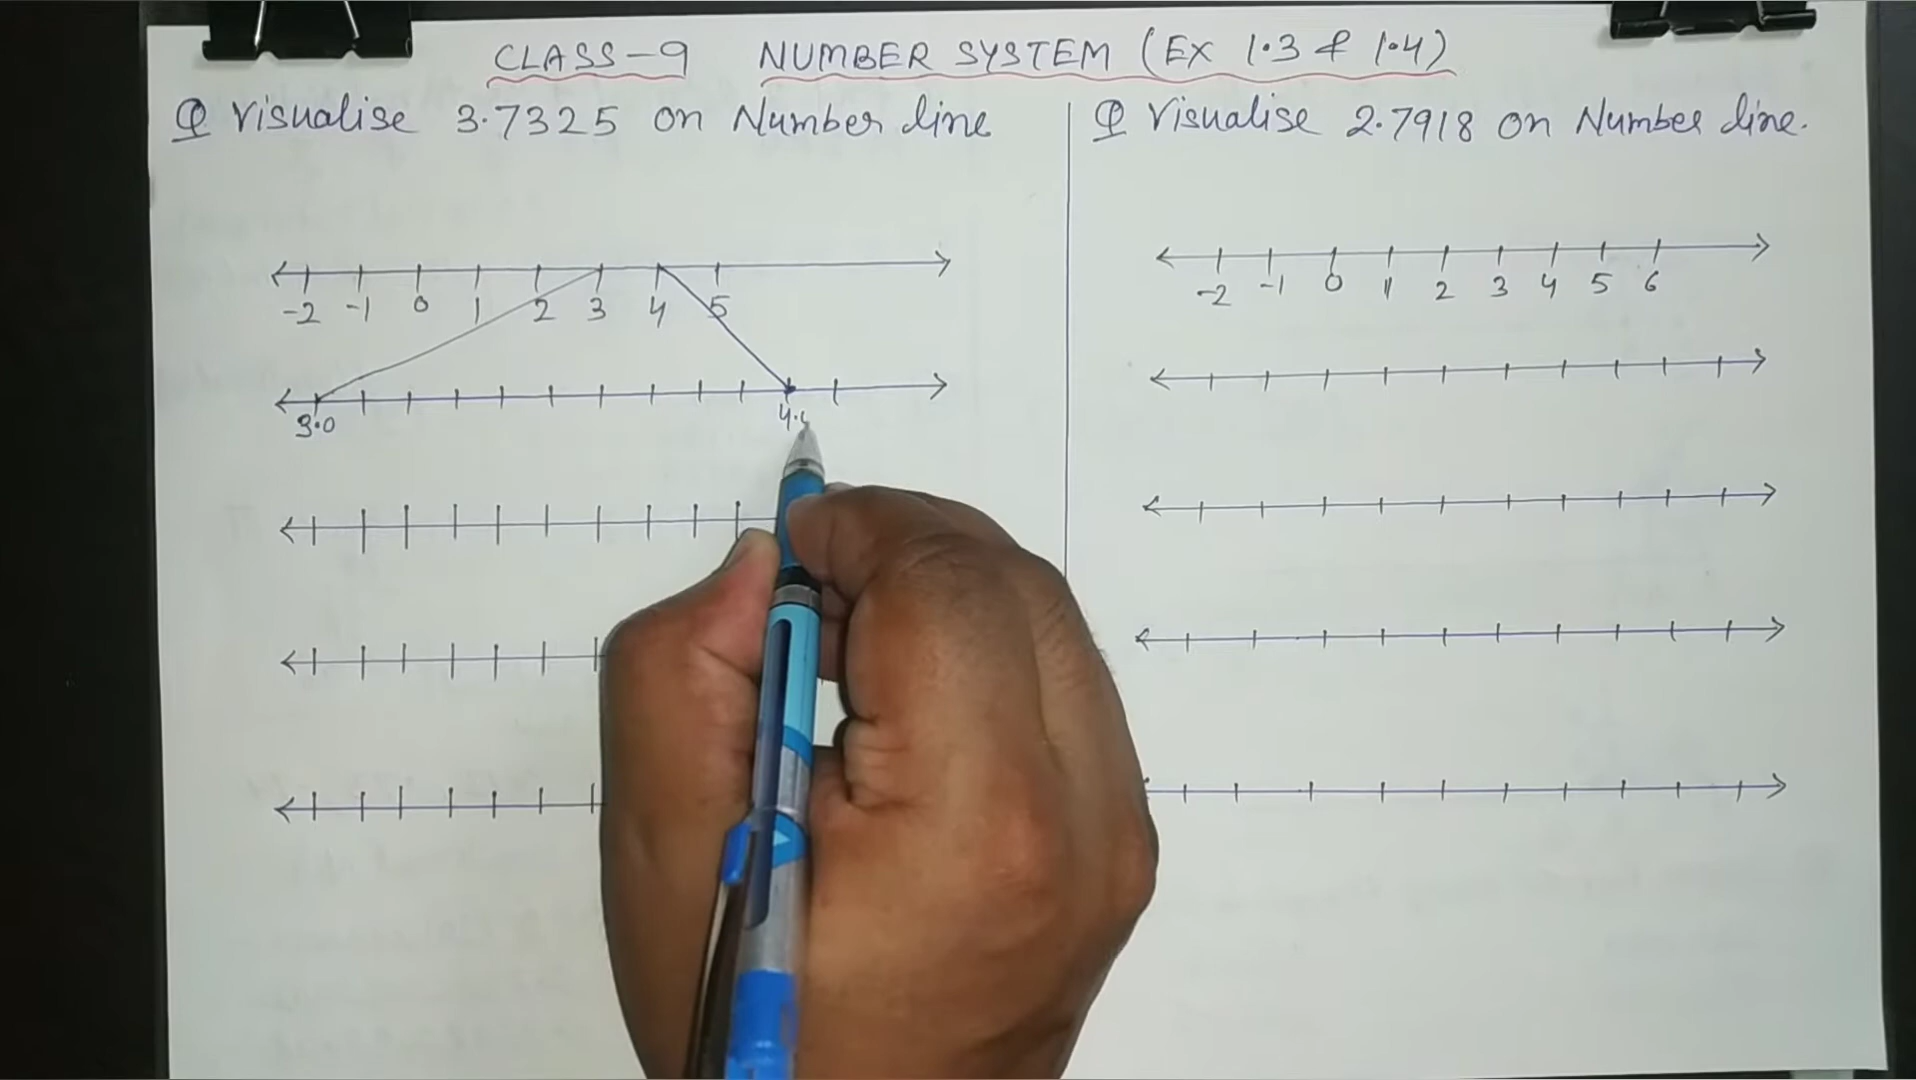 CLASS-9 NUMBER SYSTEM (EX 1.3 & 1.4)
Q Visualise 3.7325 on Number line
-2 -1 0 1 2 3 4 5
3.0
Q Visualise 2.7918 on Number line.
-2 -1 0 1 2 3 4 5 6